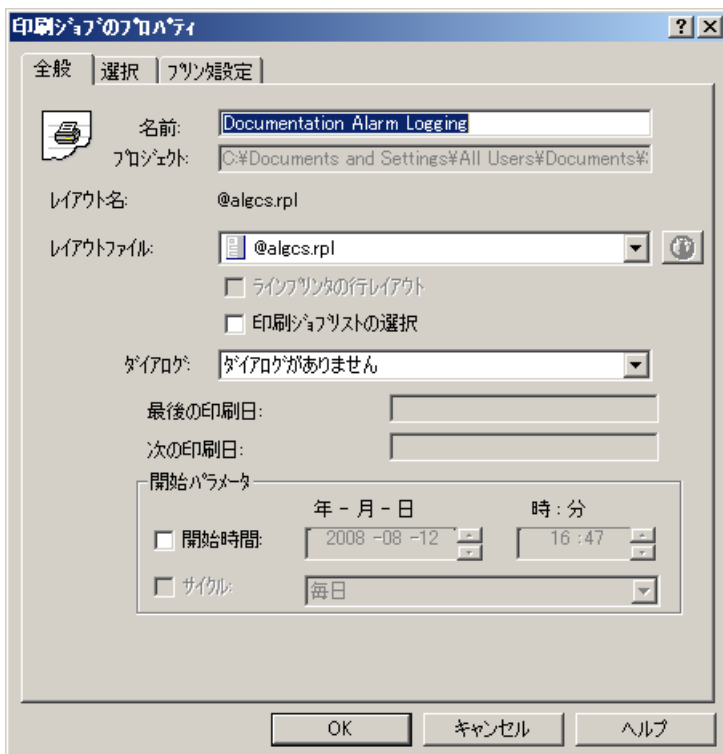 印刷ｼﾞｮﾌﾞのﾌﾟﾛﾊﾟﾃｨ
全般 選択 ﾌﾟﾘﾝﾀ設定
名前: Documentation Alarm Logging
ﾌﾟﾛｼﾞｪｸﾄ: C:¥Documents and Settings¥All Users¥Documents¥
ﾚｲｱｳﾄ名: @algcs.rpl
ﾚｲｱｳﾄﾌｧｲﾙ: @algcs.rpl
ﾗｲﾝﾌﾟﾘﾝﾀの行ﾚｲｱｳﾄ
印刷ｼﾞｮﾌﾞﾘｽﾄの選択
ﾀﾞｲｱﾛｸﾞ: ﾀﾞｲｱﾛｸﾞがありません
最後の印刷日:
次の印刷日:
開始ﾊﾟﾗﾒｰﾀ
年 - 月 - 日 時 : 分
開始時間: 2008 -08 -12 16 :47
ｻｲｸﾙ: 毎日
OK キャンセル ヘルプ